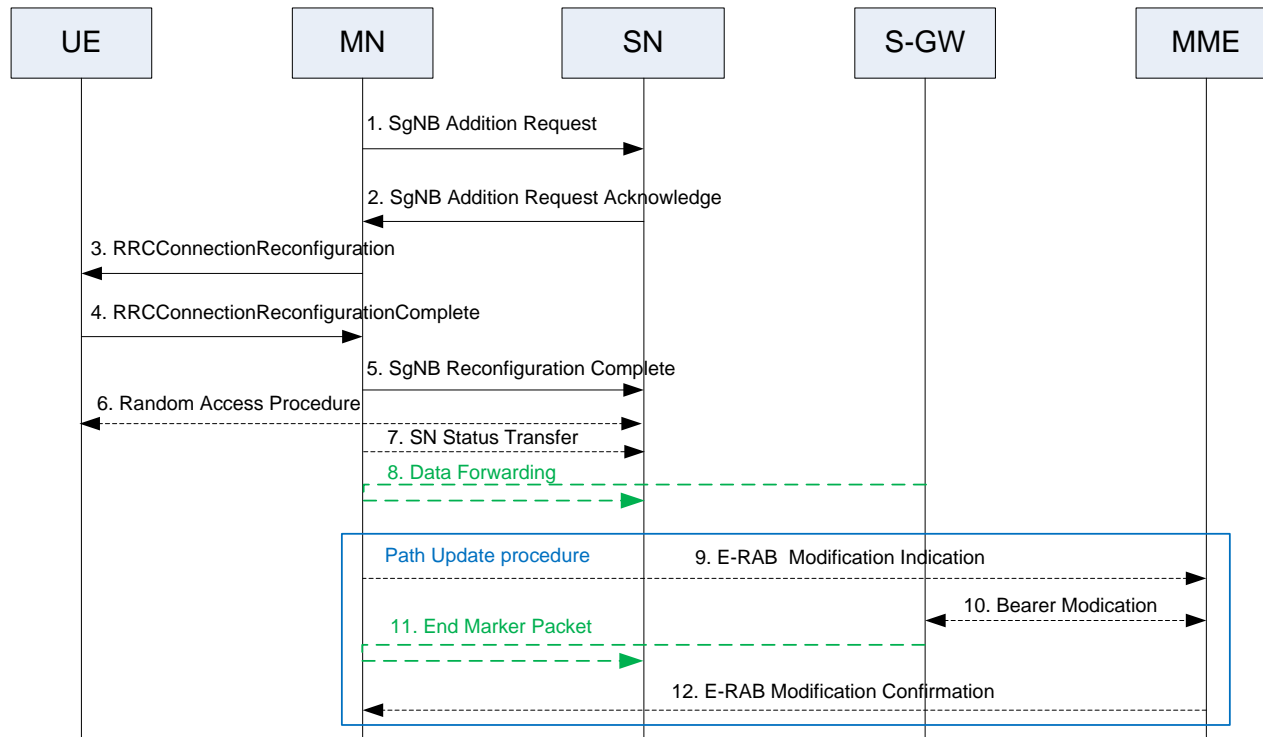 UE
MN
SN
S-GW
MME
1. SgNB Addition Request
2. SgNB Addition Request Acknowledge
3. RRCConnectionReconfiguration
4. RRCConnectionReconfigurationComplete
5. SgNB Reconfiguration Complete
6. Random Access Procedure
7. SN Status Transfer
8. Data Forwarding
Path Update procedure
9. E-RAB Modification Indication
10. Bearer Modication
11. End Marker Packet
12. E-RAB Modification Confirmation